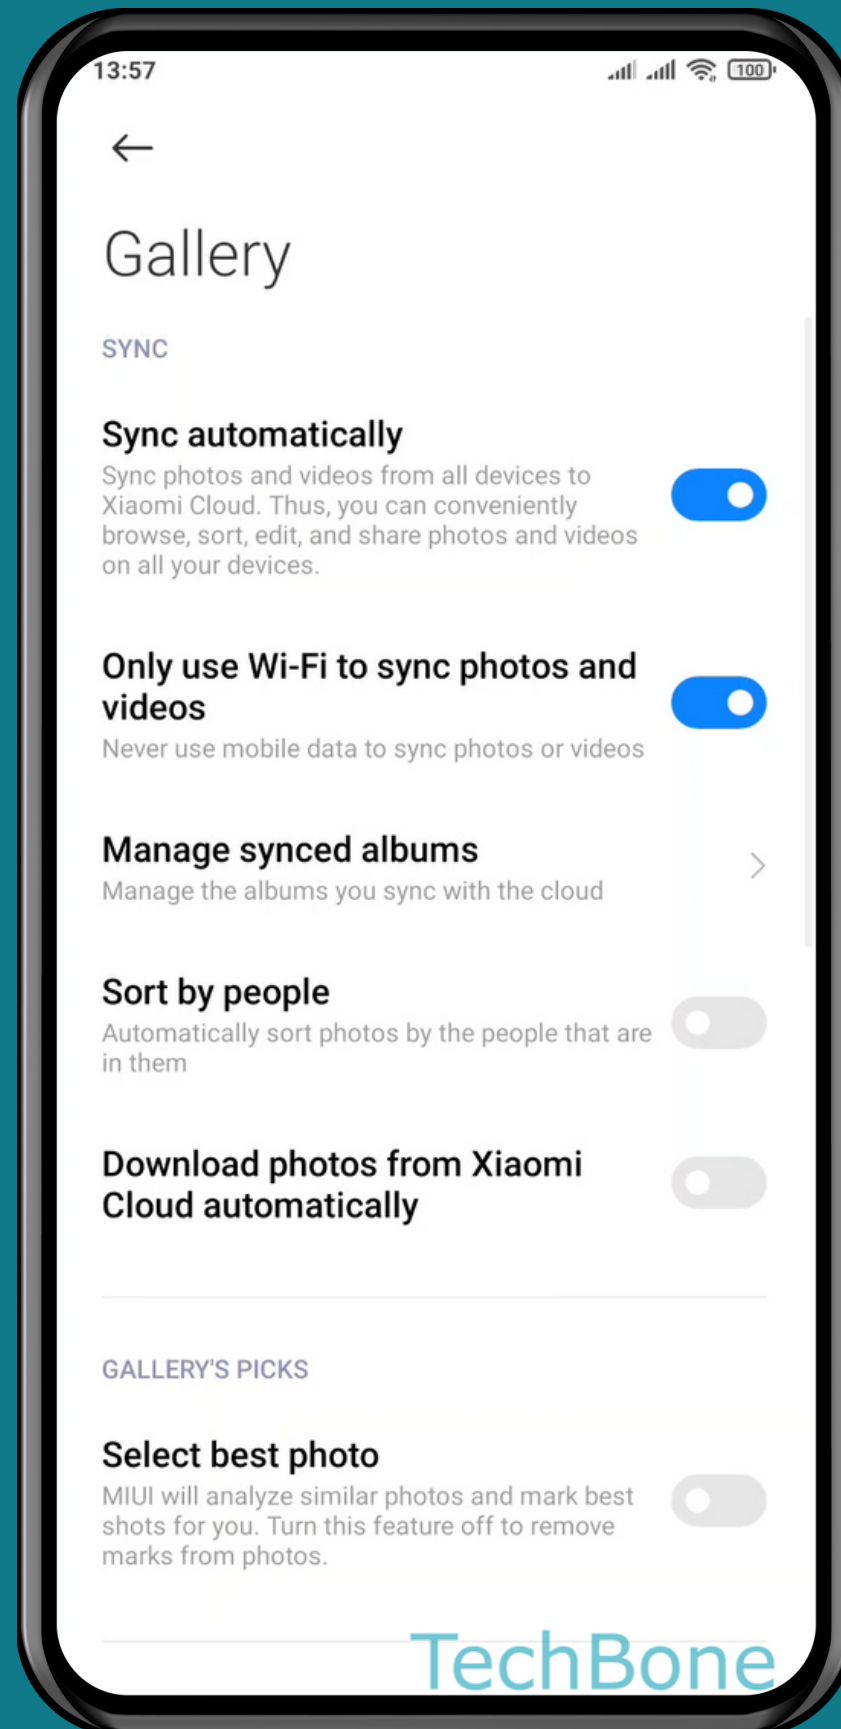 13:57
100
Gallery
SYNC
Sync automatically
Sync photos and videos from all devices to
Xiaomi Cloud. Thus, you can conveniently
browse, sort, edit, and share photos and videos
on all your devices.
Only use Wi-Fi to sync photos and
videos
Never use mobile data to sync photos or videos
Manage synced albums
Manage the albums you sync with the cloud
Sort by people
Automatically sort photos by the people that are
in them
Download photos from Xiaomi
Cloud automatically
GALLERY'S PICKS
Select best photo
MIUI will analyze similar photos and mark best
shots for you. Turn this feature off to remove
marks from photos.
TechBone